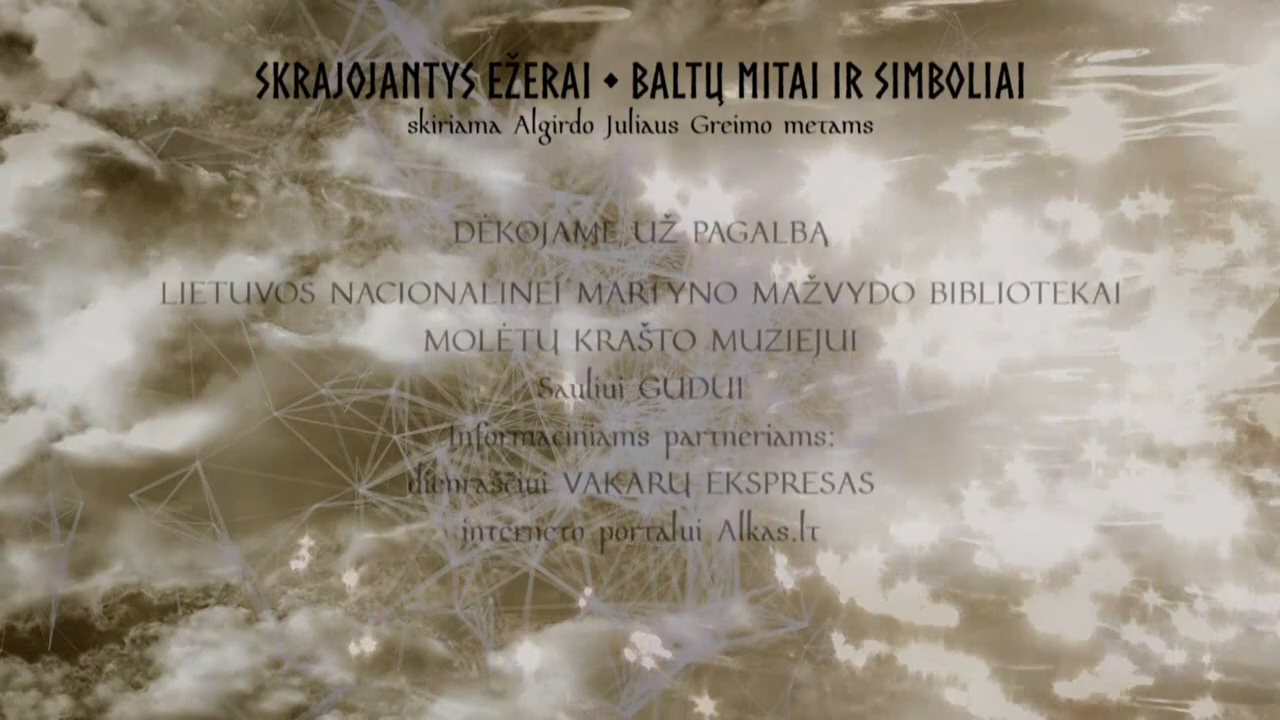 SKRAJOJANTYS EŽERAI • BALTŲ MITAI IR SIMBOLIAI
skiriama Algirdo Juliaus Greimo metams
DĖKOJAME UŽ PAGALBĄ
LIETUVOS NACIONALINEI MARTYNO MAŽVYDO BIBLIOTEKAI
MOLĖTŲ KRAŠTO MUZIEJUI
Sauliui GUDUI
Informaciniams partneriams:
dienraščiui VAKARŲ EKSPRESAS
interneto portalui Alkas.lt